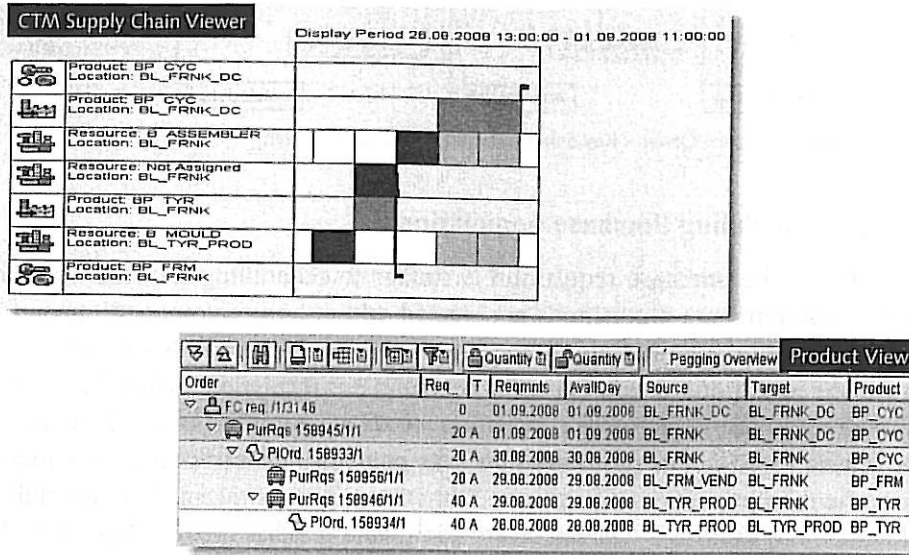 CTM Supply Chain Viewer
Display Period 28.08.2008 13:00:00 - 01.09.2008 11:00:00
Product: BP_CYC
Location: BL_FRNK_DC
Product: BP_CYC
Location: BL_FRNK_DC
Resource: B_ASSEMBLER
Location: BL_FRNK
Resource: Not Assigned
Location: BL_FRNK
Product: BP_TYR
Location: BL_FRNK
Resource: B_MOULD
Location: BL_TYR_PROD
Product: BP_FRM
Location: BL_FRNK
Quantity Quantity Pegging Overview Product View
Order Req_ T Reqmnts AvailDay Source Target Product
FC req. /1/3146 0 01.09.2008 01.09.2008 BL_FRNK_DC BL_FRNK_DC BP_CYC
PurRqs 158945/1/1 20 A 01.09.2008 01.09.2008 BL_FRNK BL_FRNK_DC BP_CYC
PlOrd. 158933/1 20 A 30.08.2008 30.08.2008 BL_FRNK BL_FRNK BP_CYC
PurRqs 158956/1/1 20 A 29.08.2008 29.08.2008 BL_FRM_VEND BL_FRNK BP_FRM
PurRqs 158946/1/1 40 A 29.08.2008 29.08.2008 BL_TYR_PROD BL_FRNK BP_TYR
PlOrd. 158934/1 40 A 28.08.2008 28.08.2008 BL_TYR_PROD BL_TYR_PROD BP_TYR